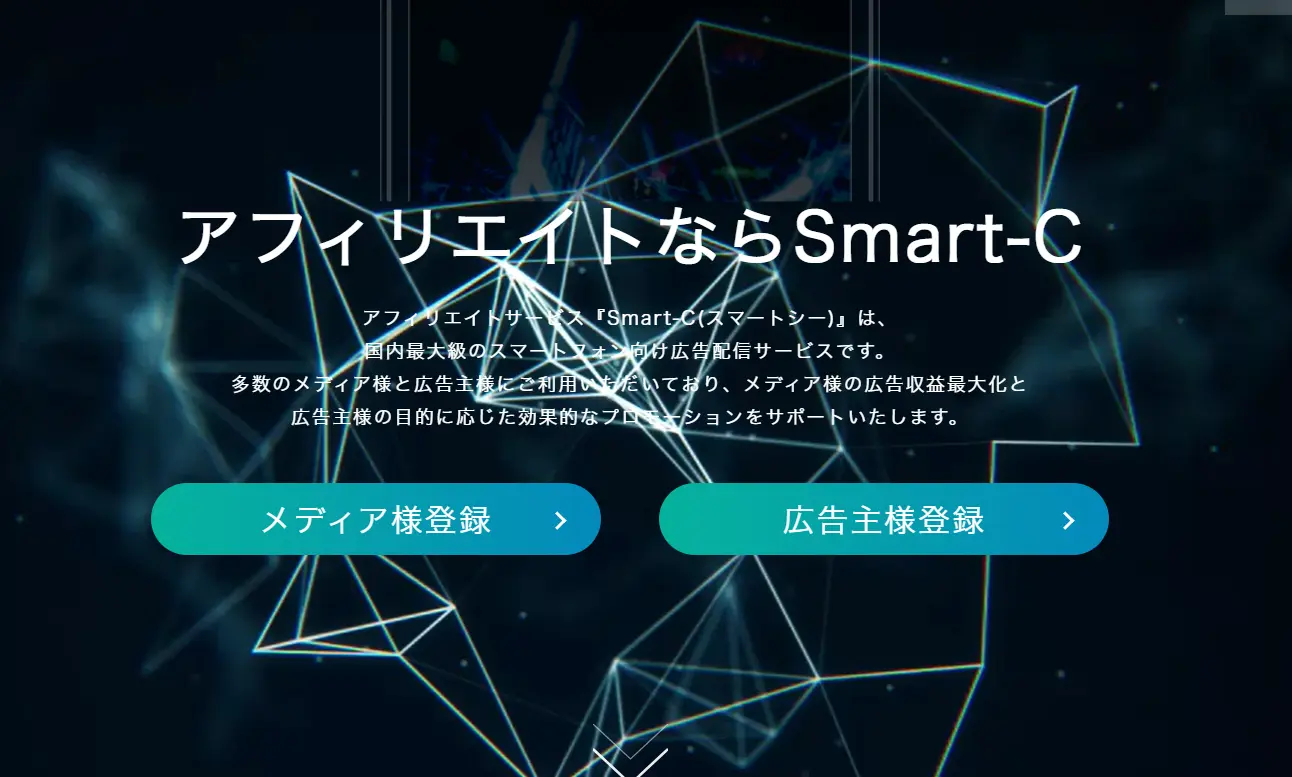 アフィリエイトならSmart-C
アフィリエイトサービス『Smart-C(スマートシー)』は、
国内最大級のスマートフォン向け広告配信サービスです。
多数のメディア様と広告主様にご利用いただいており、メディア様の広告収益最大化と
広告主様の目的に応じた効果的なプロモーションをサポートいたします。
メディア様登録
広告主様登録